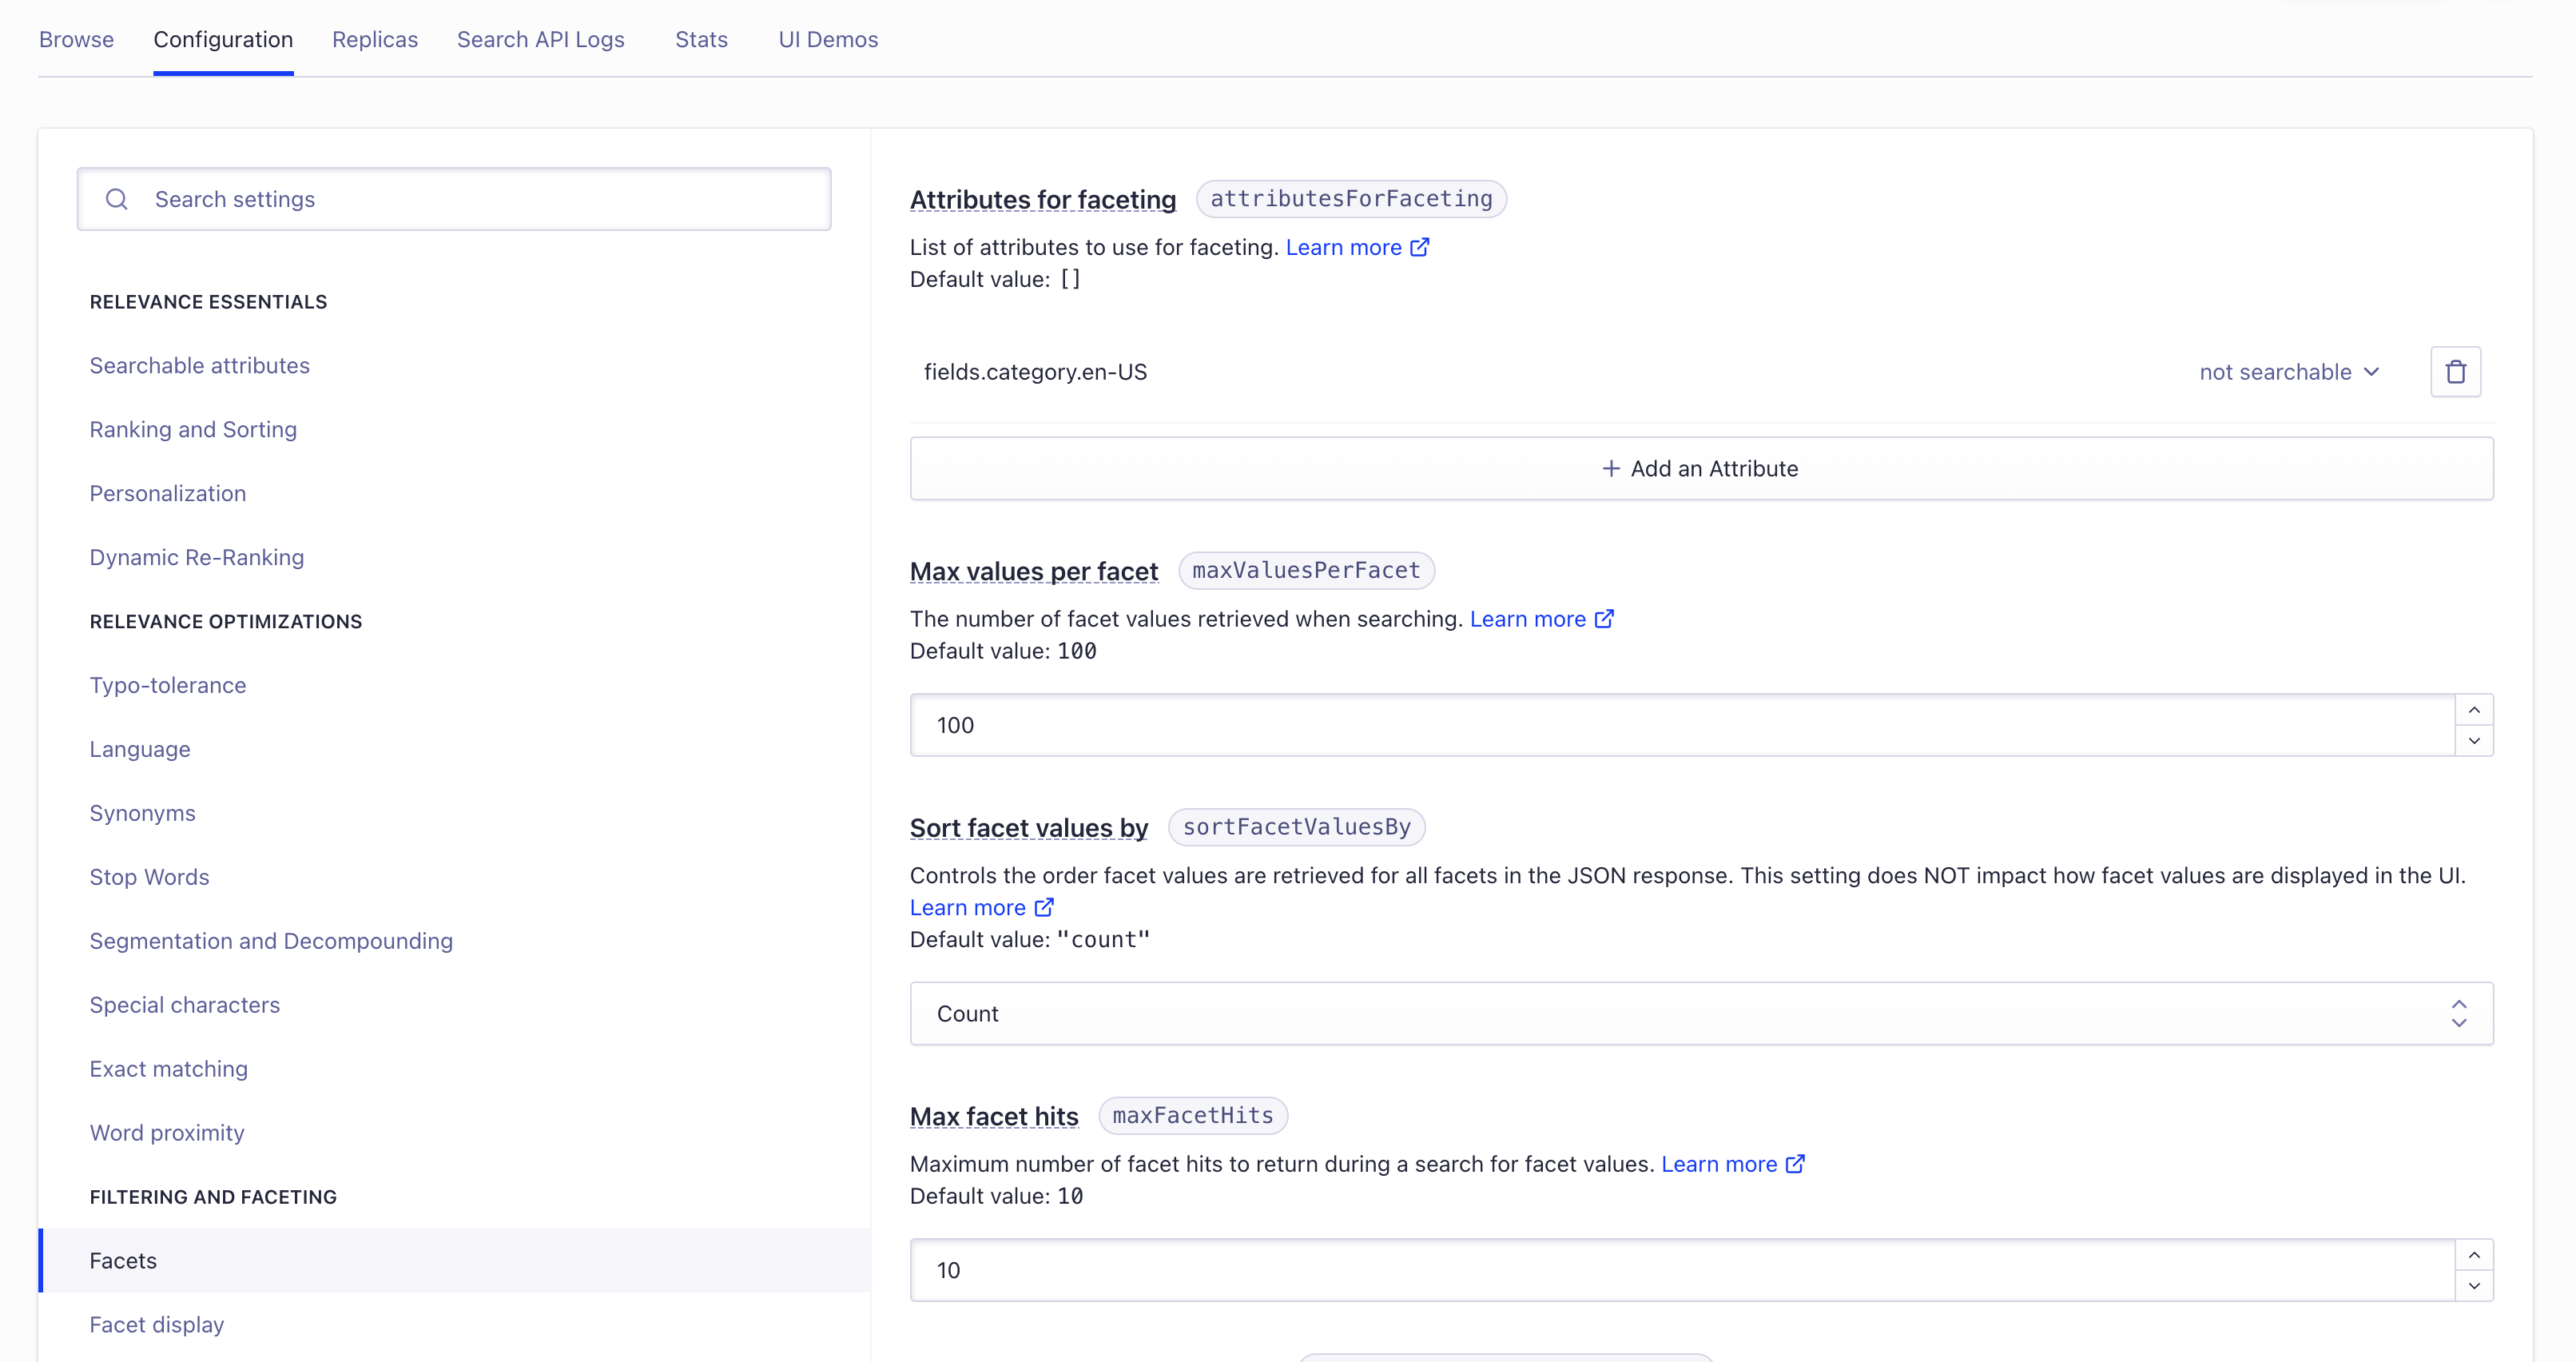 Browse Configuration Replicas Search API Logs Stats UI Demos
Search settings
RELEVANCE ESSENTIALS
Searchable attributes
Ranking and Sorting
Personalization
Dynamic Re-Ranking
RELEVANCE OPTIMIZATIONS
Typo-tolerance
Language
Synonyms
Stop Words
Segmentation and Decompounding
Special characters
Exact matching
Word proximity
FILTERING AND FACETING
Facets
Facet display
Attributes for faceting attributesForFaceting
List of attributes to use for faceting. Learn more
Default value: []
fields.category.en-US not searchable
+ Add an Attribute
Max values per facet maxValuesPerFacet
The number of facet values retrieved when searching. Learn more
Default value: 100
100
Sort facet values by sortFacetValuesBy
Controls the order facet values are retrieved for all facets in the JSON response. This setting does NOT impact how facet values are displayed in the UI.
Learn more
Default value: "count"
Count
Max facet hits maxFacetHits
Maximum number of facet hits to return during a search for facet values. Learn more
Default value: 10
10